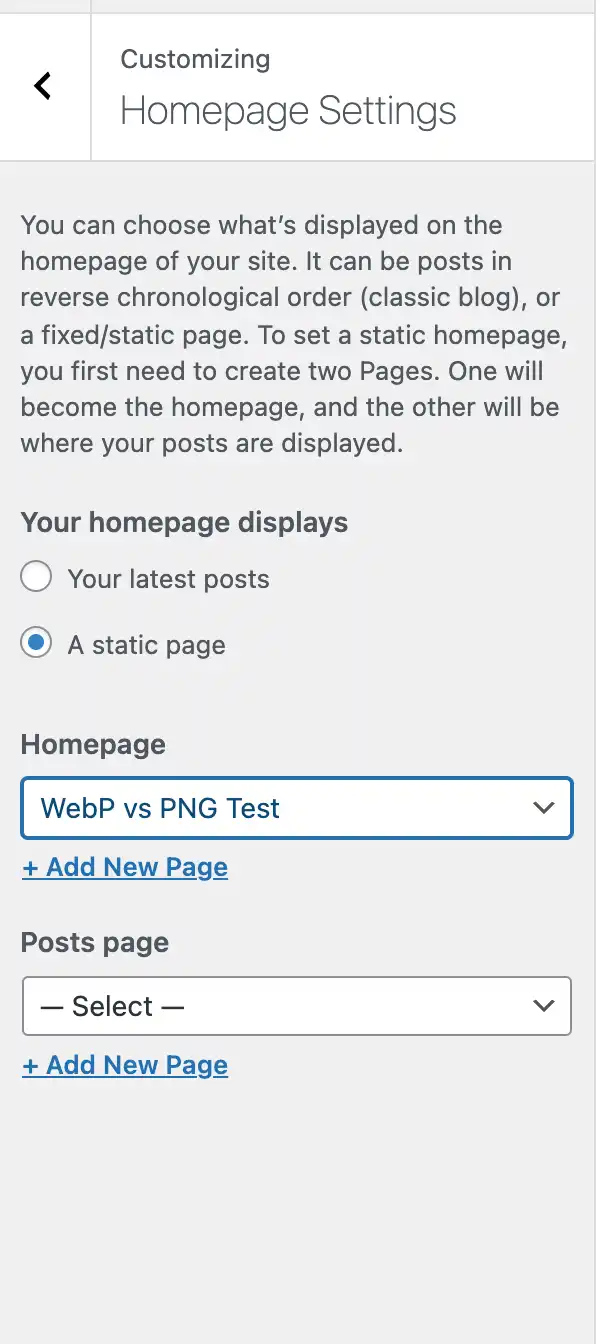 Customizing
Homepage Settings
You can choose what’s displayed on the
homepage of your site. It can be posts in
reverse chronological order (classic blog), or
a fixed/static page. To set a static homepage,
you first need to create two Pages. One will
become the homepage, and the other will be
where your posts are displayed.
Your homepage displays
Your latest posts
A static page
Homepage
WebP vs PNG Test
+ Add New Page
Posts page
— Select —
+ Add New Page